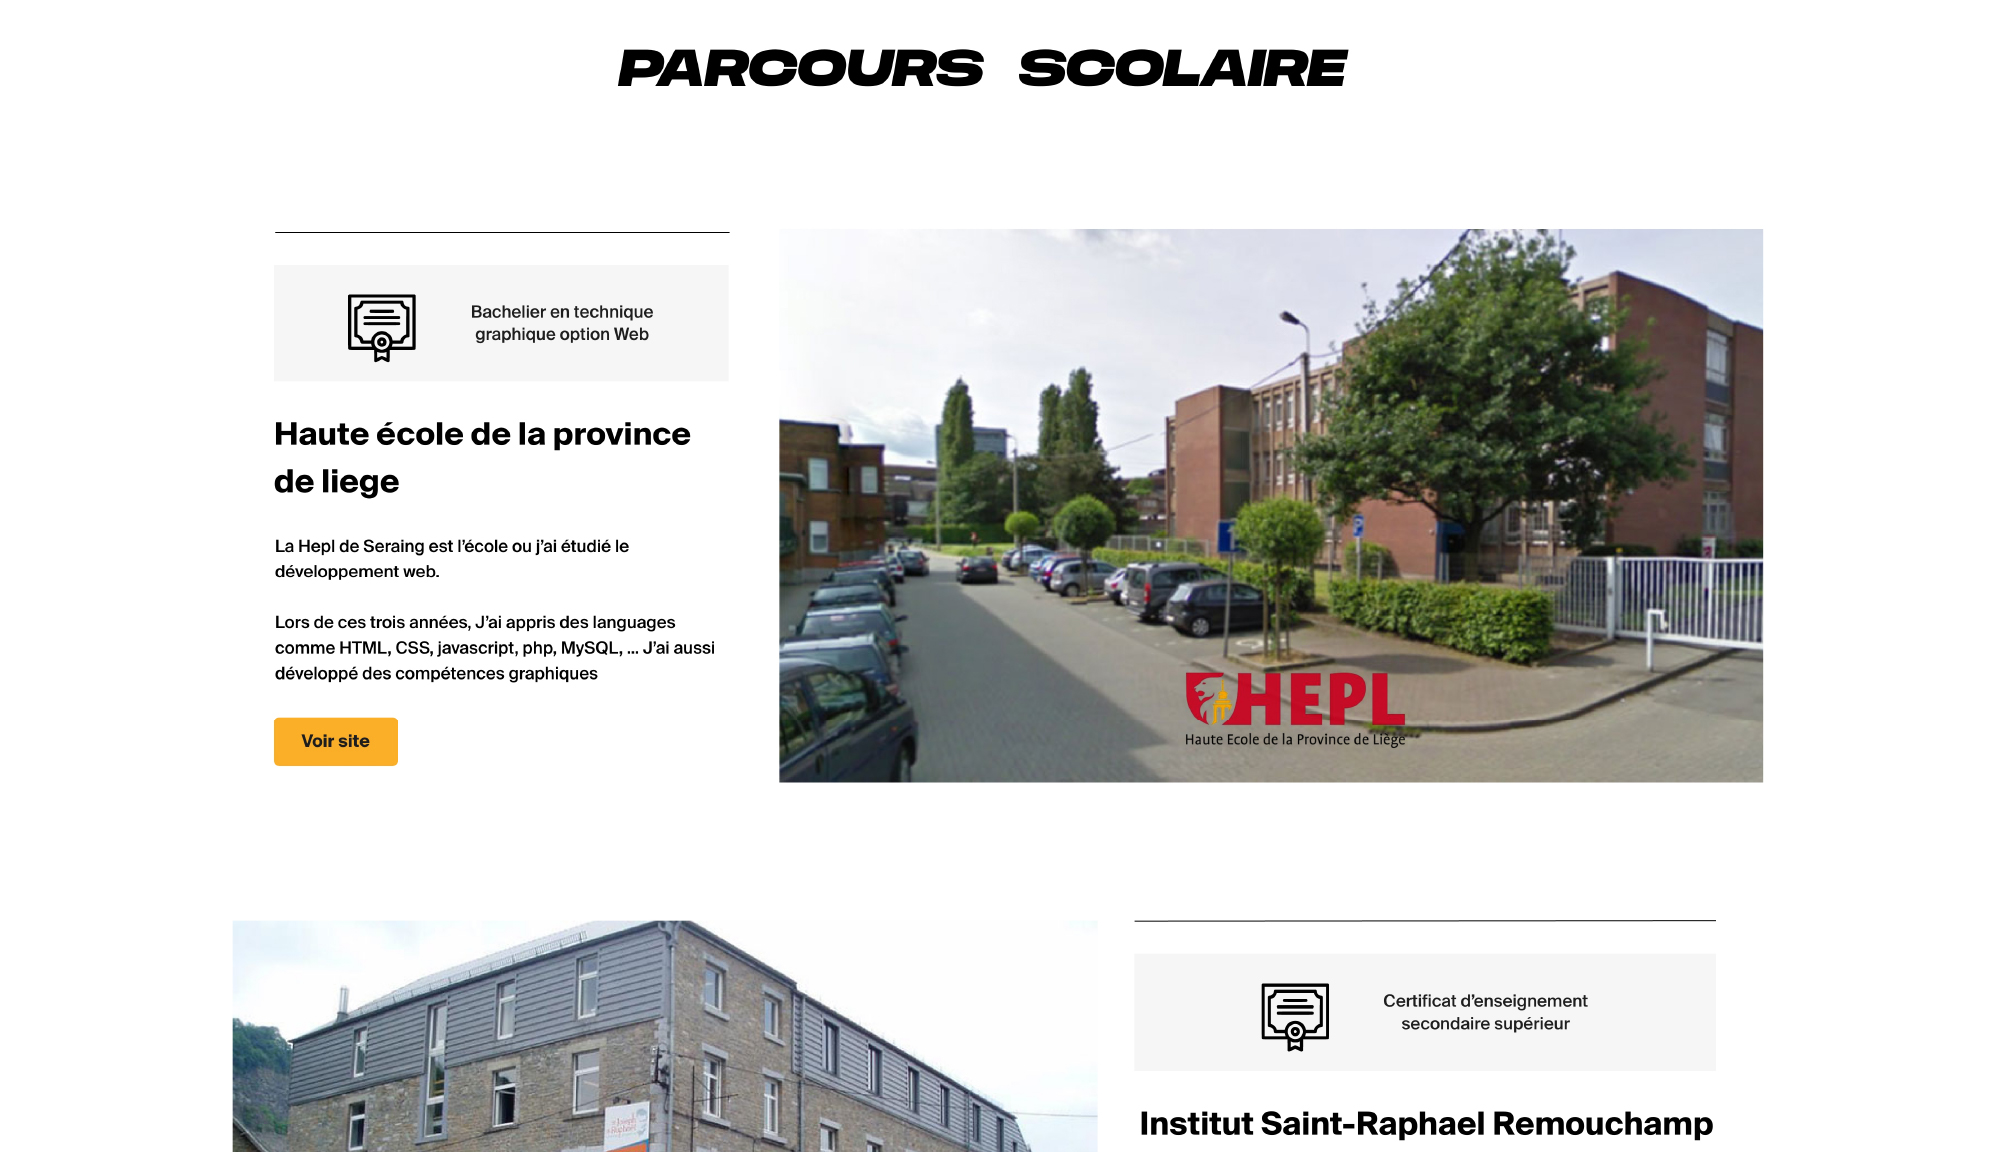 PARCOURS SCOLAIRE
Bachelier en technique
graphique option Web
Haute école de la province
de liege
La Hepl de Seraing est l’école ou j’ai étudié le
développement web.
Lors de ces trois années, J’ai appris des languages
comme HTML, CSS, javascript, php, MySQL, ... J’ai aussi
développé des compétences graphiques
Voir site
HEPL
Haute Ecole de la Province de Liège
Certificat d’enseignement
secondaire supérieur
Institut Saint-Raphael Remouchamp